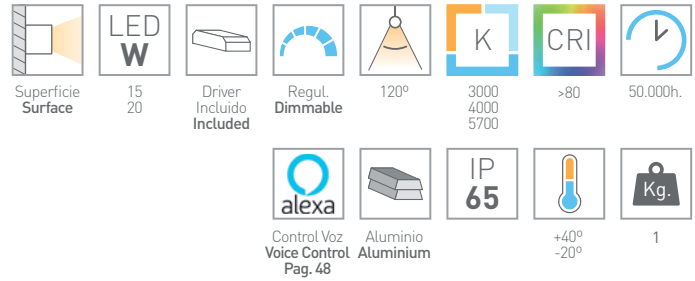 LED
W
K
CRI
Superficie
Surface
15
20
Driver
Incluido
Included
Regul.
Dimmable
120º
3000
4000
5700
>80
50.000h.
alexa
IP
65
Kg.
Control Voz
Voice Control
Pag. 48
Aluminio
Aluminium
+40º
-20º
1